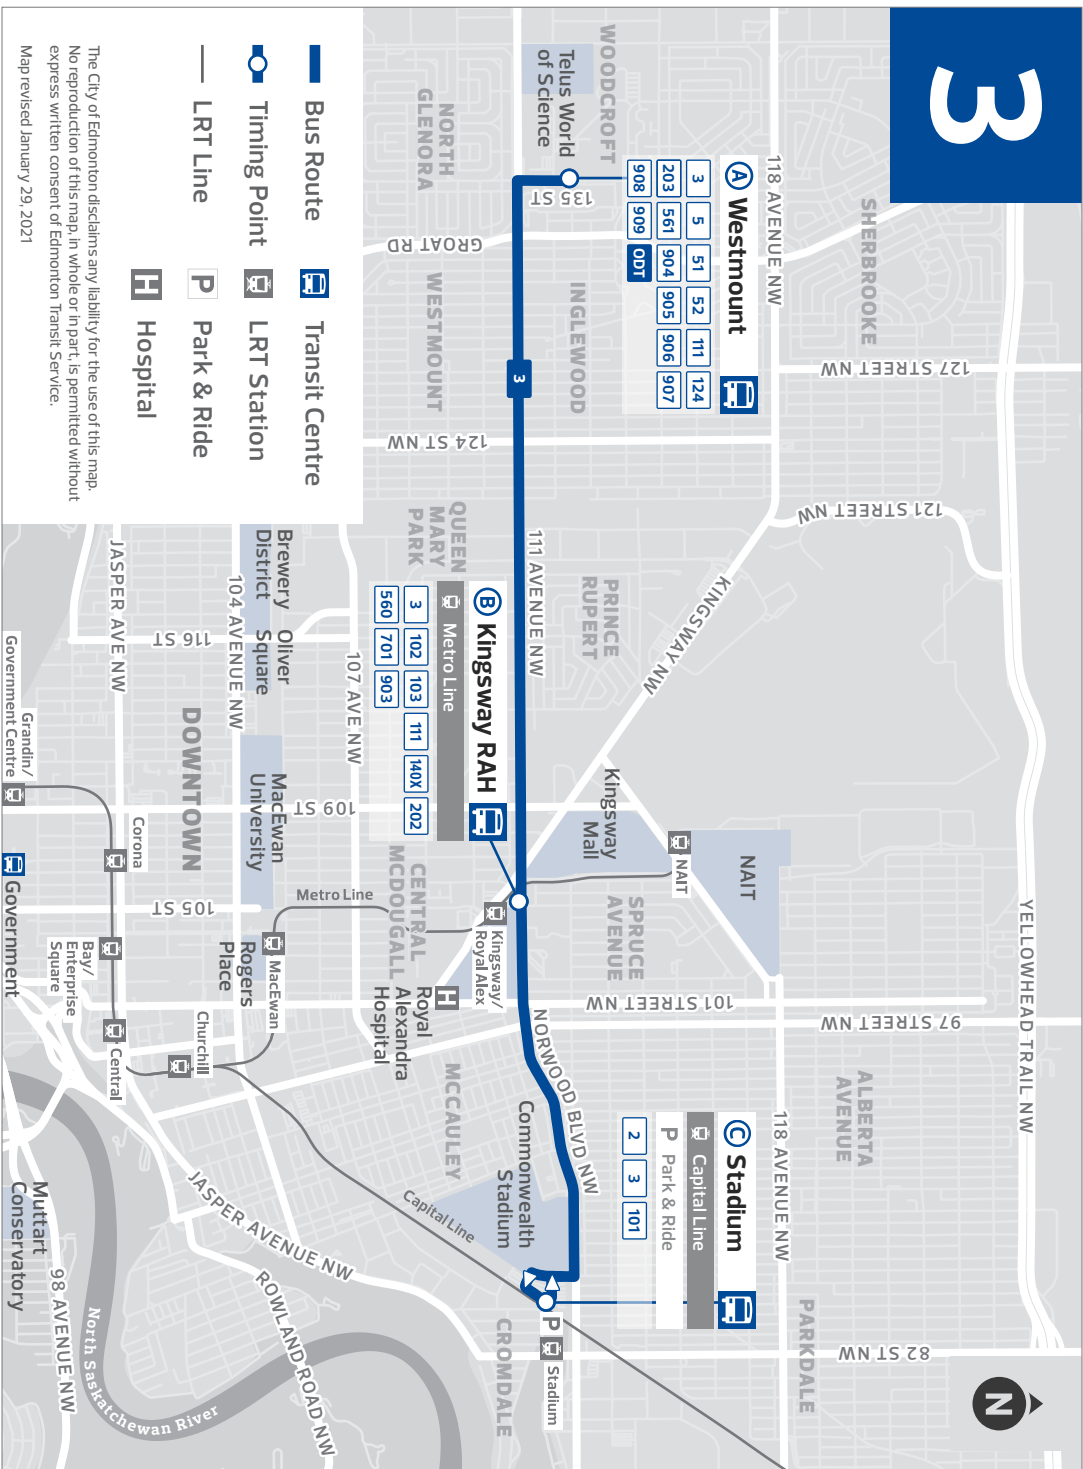 3
118 AVENUE NW
SHERBROOKE
WOODCROFT
Telus World
of Science
NORTH
GLENORA
A Westmount
3 5 51 52 111 124
203 561 904 905 906 907
908 909 ODT
135 ST
GROAT RD
WESTMOUNT
INGLEWOOD
127 STREET NW
3
124 ST NW
121 STREET NW
KINGSWAY NW
YELLOWHEAD TRAIL NW
QUEEN
MARY
PARK
111 AVENUE NW
PRINCE
RUPERT
B Kingsway RAH
Metro Line
3 102 103 111 140X 202
560 701 903
Brewery
District
Oliver
Square
JASPER AVE NW
104 AVENUE NW
116 ST
107 AVE NW
DOWNTOWN
MacEwan
University
109 ST
Kingsway
Mall
NAIT
NAIT
Grandin/
Government Centre
Corona
Government
105 ST
Metro Line
CENTRAL
MCDOUGALL
SPRUCE
AVENUE
Kingsway/
Royal Alex
H
Royal
Alexandra
Hospital
Bay/
Enterprise
Square
Rogers
Place
MacEwan
Central
Churchill
101 STREET NW
97 STREET NW
NORWOOD BLVD NW
MCCAULEY
ALBERTA
AVENUE
118 AVENUE NW
Commonwealth
Stadium
C Stadium
Capital Line
P Park & Ride
2 3 101
Capital Line
JASPER AVENUE NW
ROWLAND ROAD NW
Muttart
Conservatory
98 AVENUE NW
North Saskatchewan River
CROMDALE
P
Stadium
PARKDALE
82 ST NW
N
Bus Route
Timing Point
LRT Line
Transit Centre
LRT Station
P Park & Ride
H Hospital
The City of Edmonton disclaims any liability for the use of this map.
No reproduction of this map, in whole or in part, is permitted without
express written consent of Edmonton Transit Service.
Map revised January 29, 2021